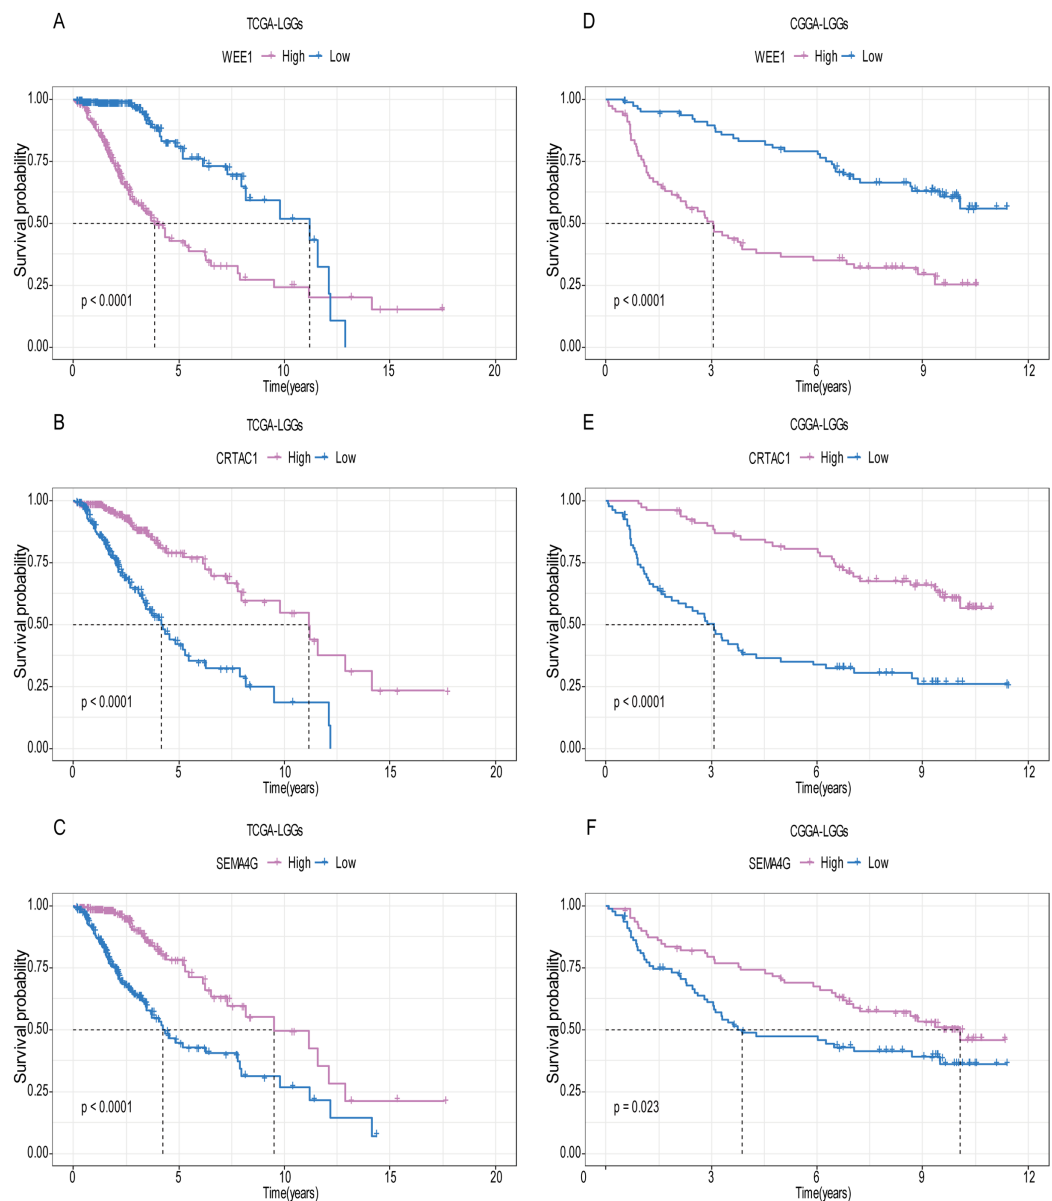 A
TCGA-LGGs
WEE1 High Low
Survival probability
1.00
0.75
0.50
0.25
0.00
p < 0.0001
0 5 10 15 20
Time(years)
D
CGGA-LGGs
WEE1 High Low
Survival probability
1.00
0.75
0.50
0.25
0.00
p < 0.0001
0 3 6 9 12
Time(years)
B
TCGA-LGGs
CRTAC1 High Low
Survival probability
1.00
0.75
0.50
0.25
0.00
p < 0.0001
0 5 10 15 20
Time(years)
E
CGGA-LGGs
CRTAC1 High Low
Survival probability
1.00
0.75
0.50
0.25
0.00
p < 0.0001
0 3 6 9 12
Time(years)
C
TCGA-LGGs
SEMA4G High Low
Survival probability
1.00
0.75
0.50
0.25
0.00
p < 0.0001
0 5 10 15 20
Time(years)
F
CGGA-LGGs
SEMA4G High Low
Survival probability
1.00
0.75
0.50
0.25
0.00
p = 0.023
0 3 6 9 12
Time(years)